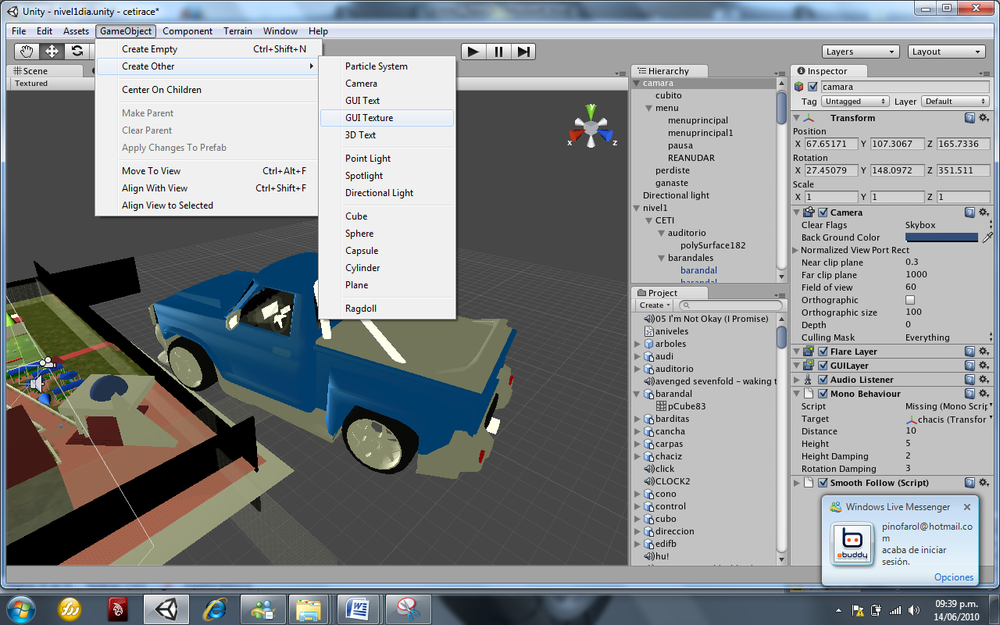 Unity - nivel1dia.unity - cetirace*
File Edit Assets GameObject Component Terrain Window Help
Layers Layout
Create Empty Ctrl+Shift+N
Create Other
Center On Children
Make Parent
Clear Parent
Apply Changes To Prefab
Move To View Ctrl+Alt+F
Align With View Ctrl+Shift+F
Align View to Selected
Particle System
Camera
GUI Text
GUI Texture
3D Text
Point Light
Spotlight
Directional Light
Cube
Sphere
Capsule
Cylinder
Plane
Ragdoll
Scene
Textured
y
x z
Hierarchy
camara
cubito
menu
menuprincipal
menuprincipal1
pausa
REANUDAR
perdiste
ganaste
Directional light
nivel1
CETI
auditorio
polySurface182
barandales
barandal
barandal
Project
Create
05 I'm Not Okay (I Promise)
aniveles
arboles
audi
auditorio
avenged sevenfold - waking t
barandal
pCube83
barditas
cancha
carpas
chaciz
click
CLOCK2
cono
control
cubo
direccion
edifb
hu!
Inspector
camara
Tag Untagged Layer Default
Transform
Position
X 67.65171 Y 107.3067 Z 165.7336
Rotation
X 27.45079 Y 148.0972 Z 351.511
Scale
X 1 Y 1 Z 1
Camera
Clear Flags Skybox
Back Ground Color
Normalized View Port Rect
Near clip plane 0.3
Far clip plane 1000
Field of view 60
Orthographic
Orthographic size 100
Depth 0
Culling Mask Everything
Flare Layer
GUILayer
Audio Listener
Mono Behaviour
Script Missing (Mono Scrip
Target chacis (Transfor
Distance 10
Height 5
Height Damping 2
Rotation Damping 3
Smooth Follow (Script)
Windows Live Messenger
ebuddy
pinofarol@hotmail.co
m
acaba de iniciar
sesión.
Opciones
09:39 p.m.
14/06/2010